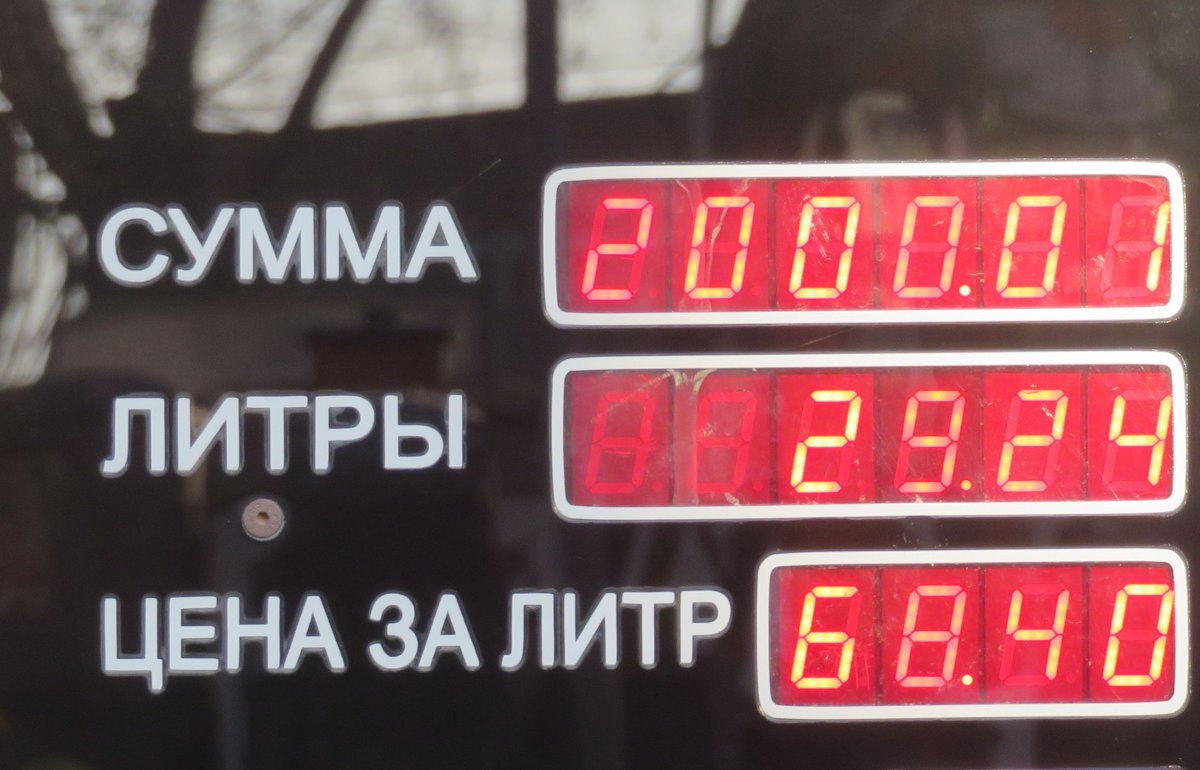 СУММА 2000.01
ЛИТРЫ 29.24
ЦЕНА ЗА ЛИТР 68.40